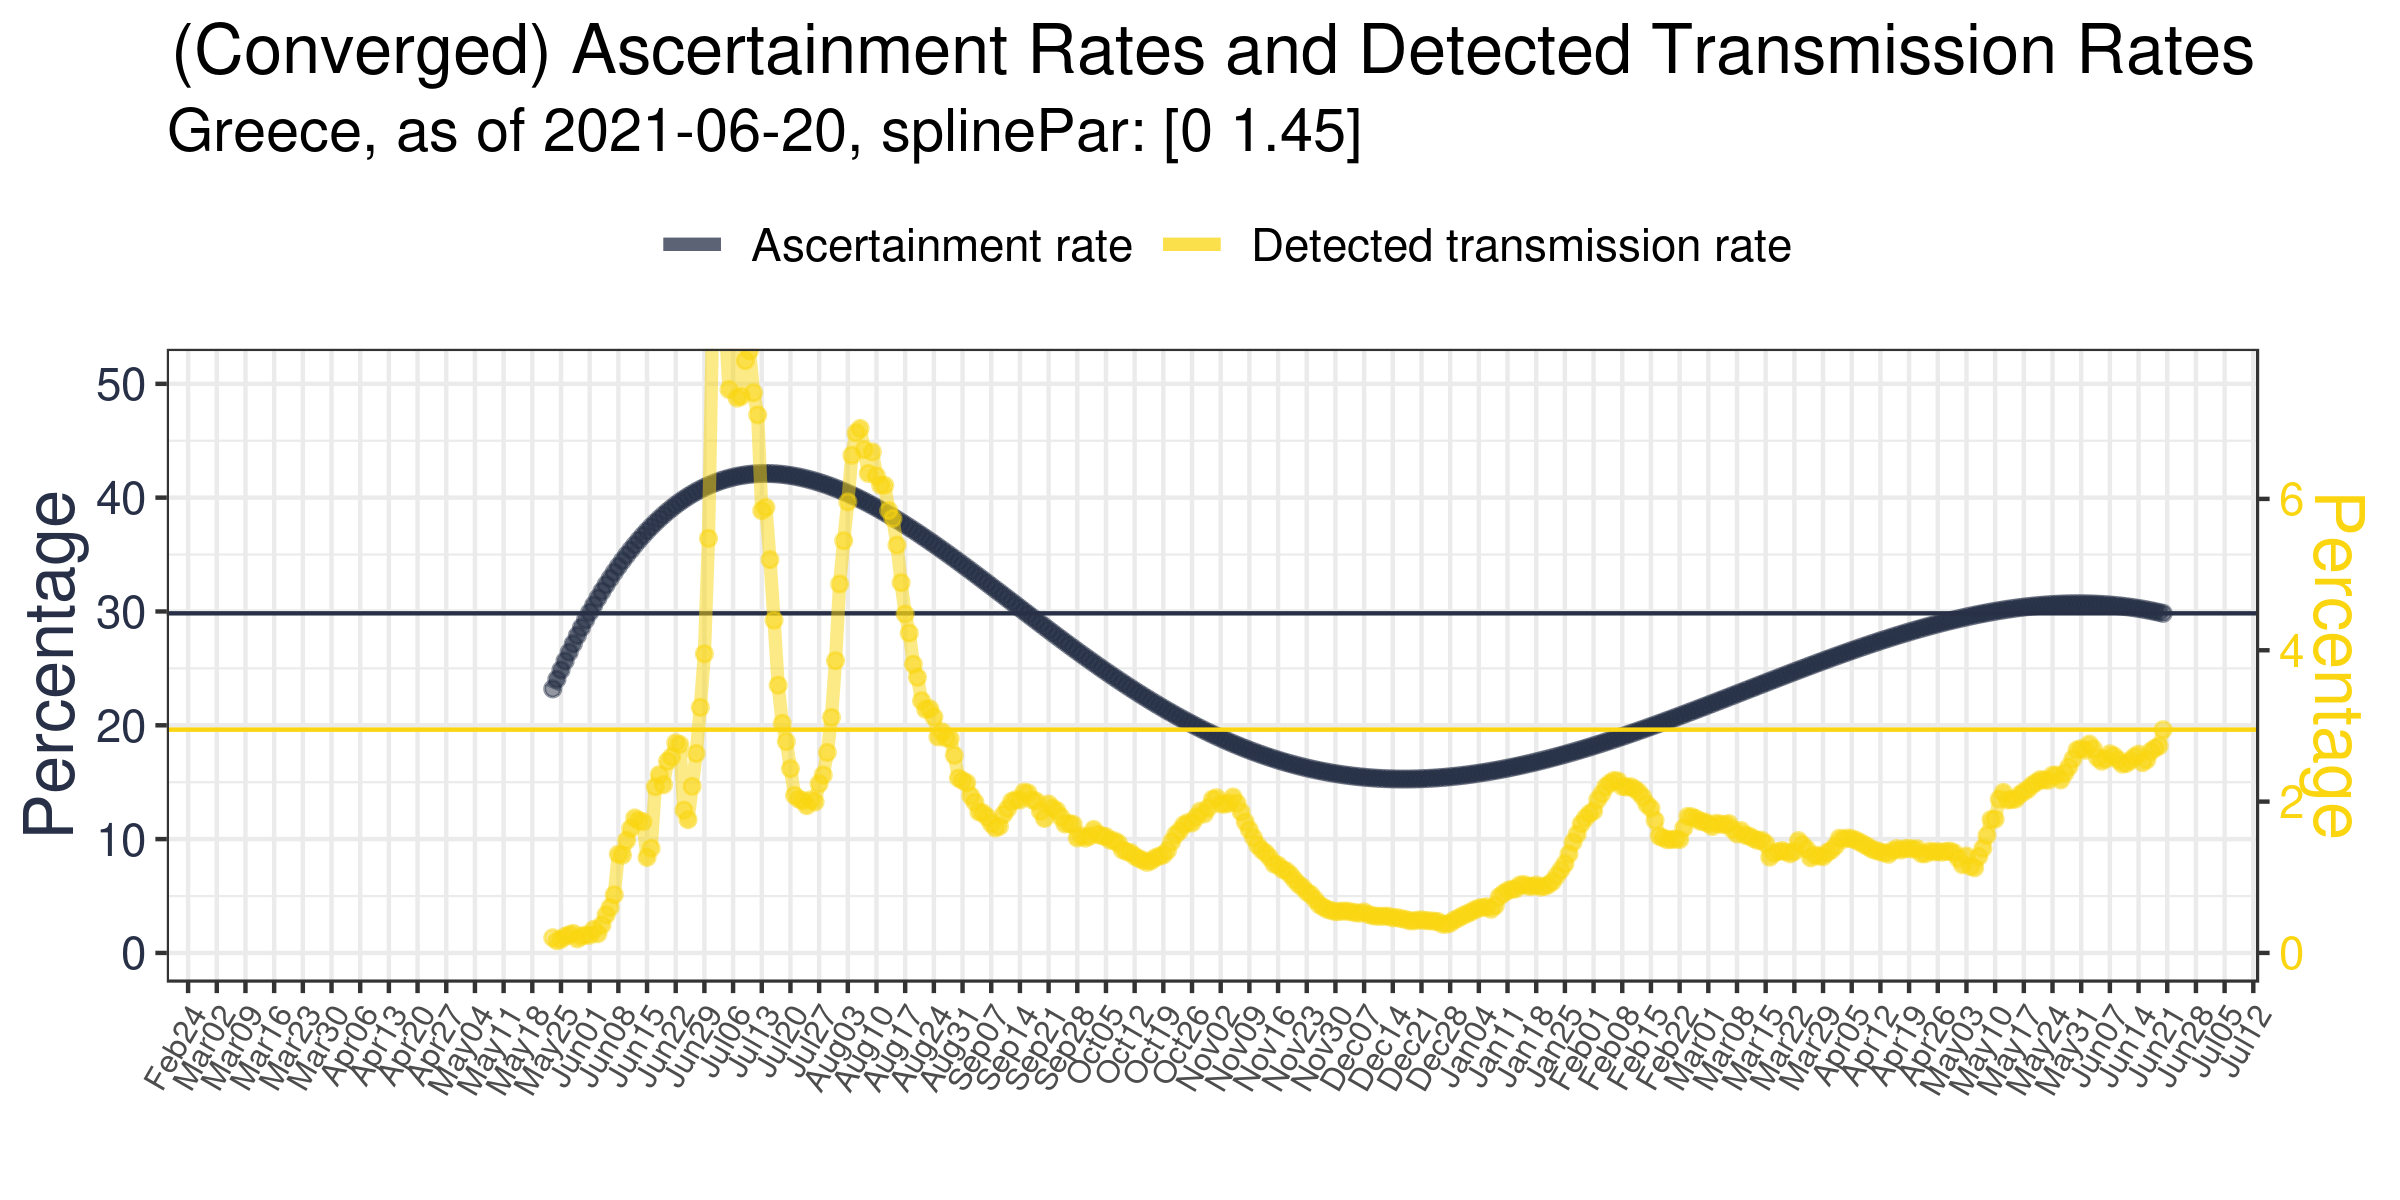 (Converged) Ascertainment Rates and Detected Transmission Rates
Greece, as of 2021-06-20, splinePar: [0 1.45]
Ascertainment rate
Detected transmission rate
Percentage
50
40
30
20
10
0
6
4
2
0
Percentage
Feb24
Mar02
Mar09
Mar16
Mar23
Mar30
Apr06
Apr13
Apr20
Apr27
May04
May11
May18
May25
Jun01
Jun08
Jun15
Jun22
Jun29
Jul06
Jul13
Jul20
Jul27
Aug03
Aug10
Aug17
Aug24
Aug31
Sep07
Sep14
Sep21
Sep28
Oct05
Oct12
Oct19
Oct26
Nov02
Nov09
Nov16
Nov23
Nov30
Dec07
Dec14
Dec21
Dec28
Dec04
Jan11
Jan18
Jan25
Feb01
Feb08
Feb15
Feb22
Mar01
Mar08
Mar15
Mar22
Mar29
Apr05
Apr12
Apr19
Apr26
May03
May10
May17
May24
May31
May07
Jun14
Jun21
Jun28
Jul05
Jul12